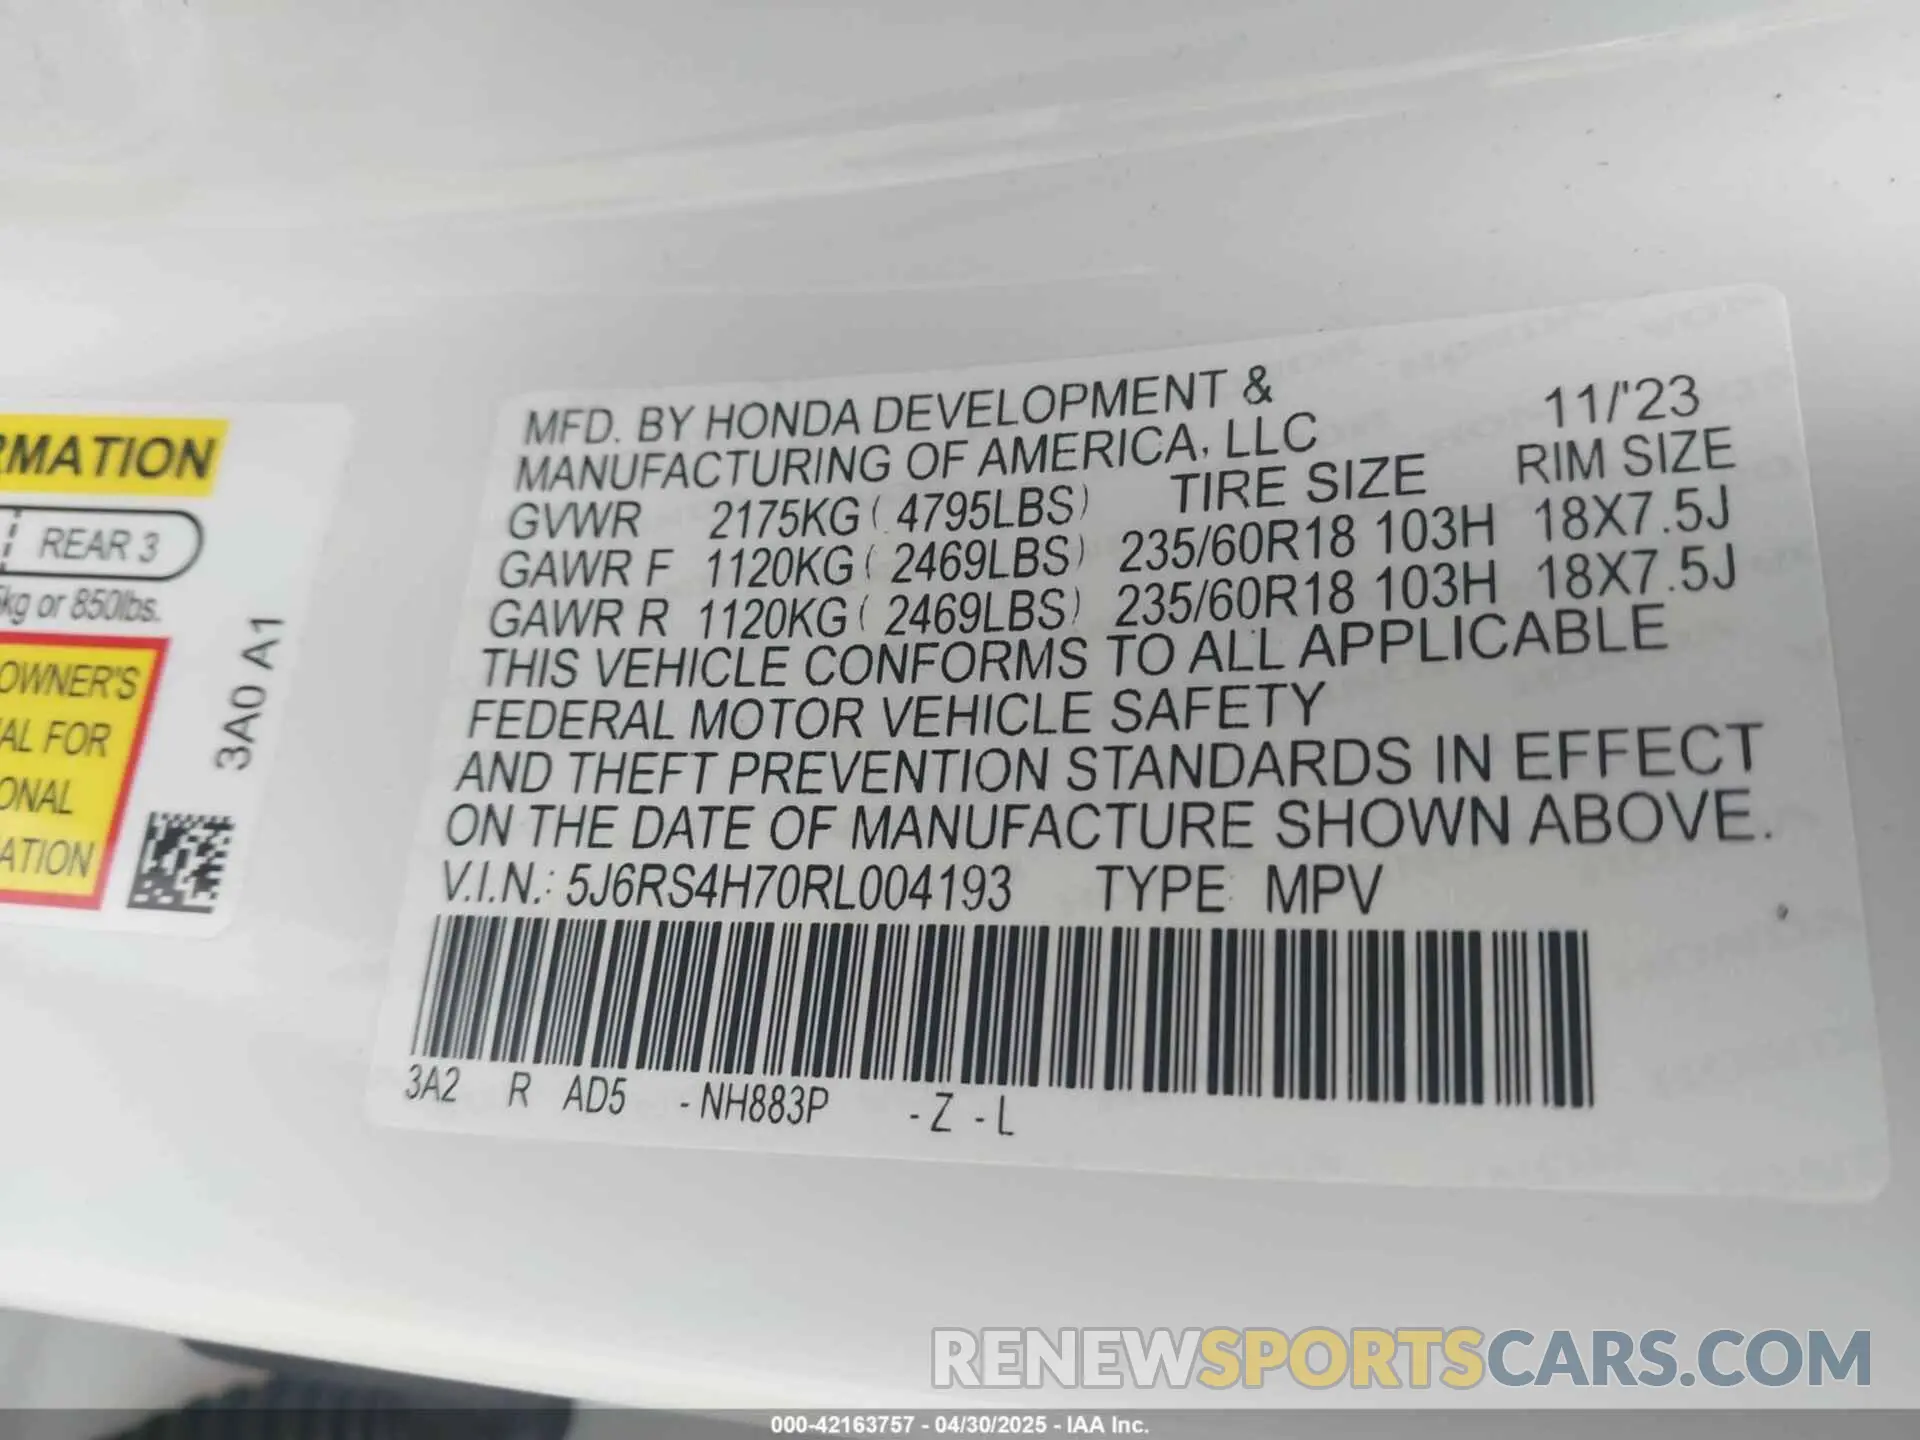 RMATION
REAR 3
kg or 850lbs.
OWNER'S
AL FOR
ONAL
ATION
3A0 A1
MFD. BY HONDA DEVELOPMENT &
MANUFACTURING OF AMERICA, LLC 11/'23
GVWR 2175KG ( 4795LBS) TIRE SIZE RIM SIZE
GAWR F 1120KG ( 2469LBS) 235/60R18 103H 18X7.5J
GAWR R 1120KG ( 2469LBS) 235/60R18 103H 18X7.5J
THIS VEHICLE CONFORMS TO ALL APPLICABLE
FEDERAL MOTOR VEHICLE SAFETY
AND THEFT PREVENTION STANDARDS IN EFFECT
ON THE DATE OF MANUFACTURE SHOWN ABOVE.
V.I.N.: 5J6RS4H70RL004193 TYPE: MPV
3A2 R AD5 -NH883P -Z -L
RENEWSPORTSCARS.COM
000-42163757 - 04/30/2025 - IAA Inc.